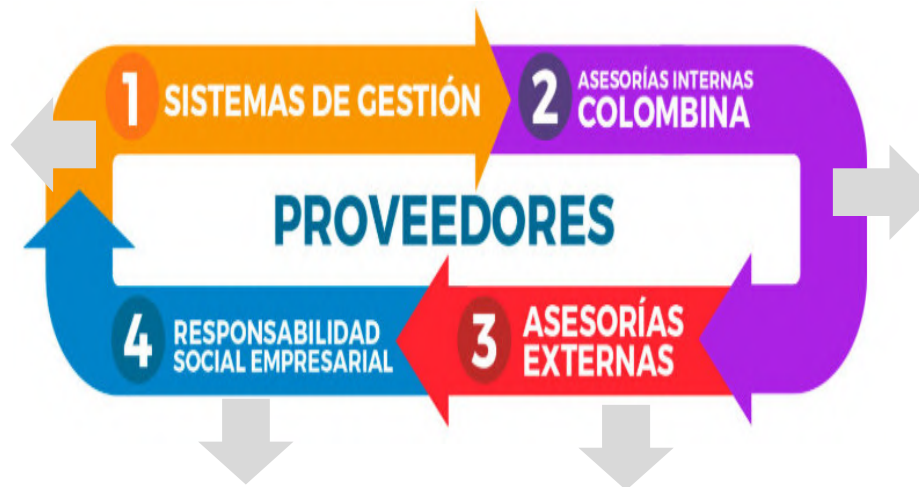 1 SISTEMAS DE GESTIÓN
2 ASESORÍAS INTERNAS
COLOMBINA
PROVEEDORES
3 ASESORÍAS
EXTERNAS
4 RESPONSABILIDAD
SOCIAL EMPRESARIAL